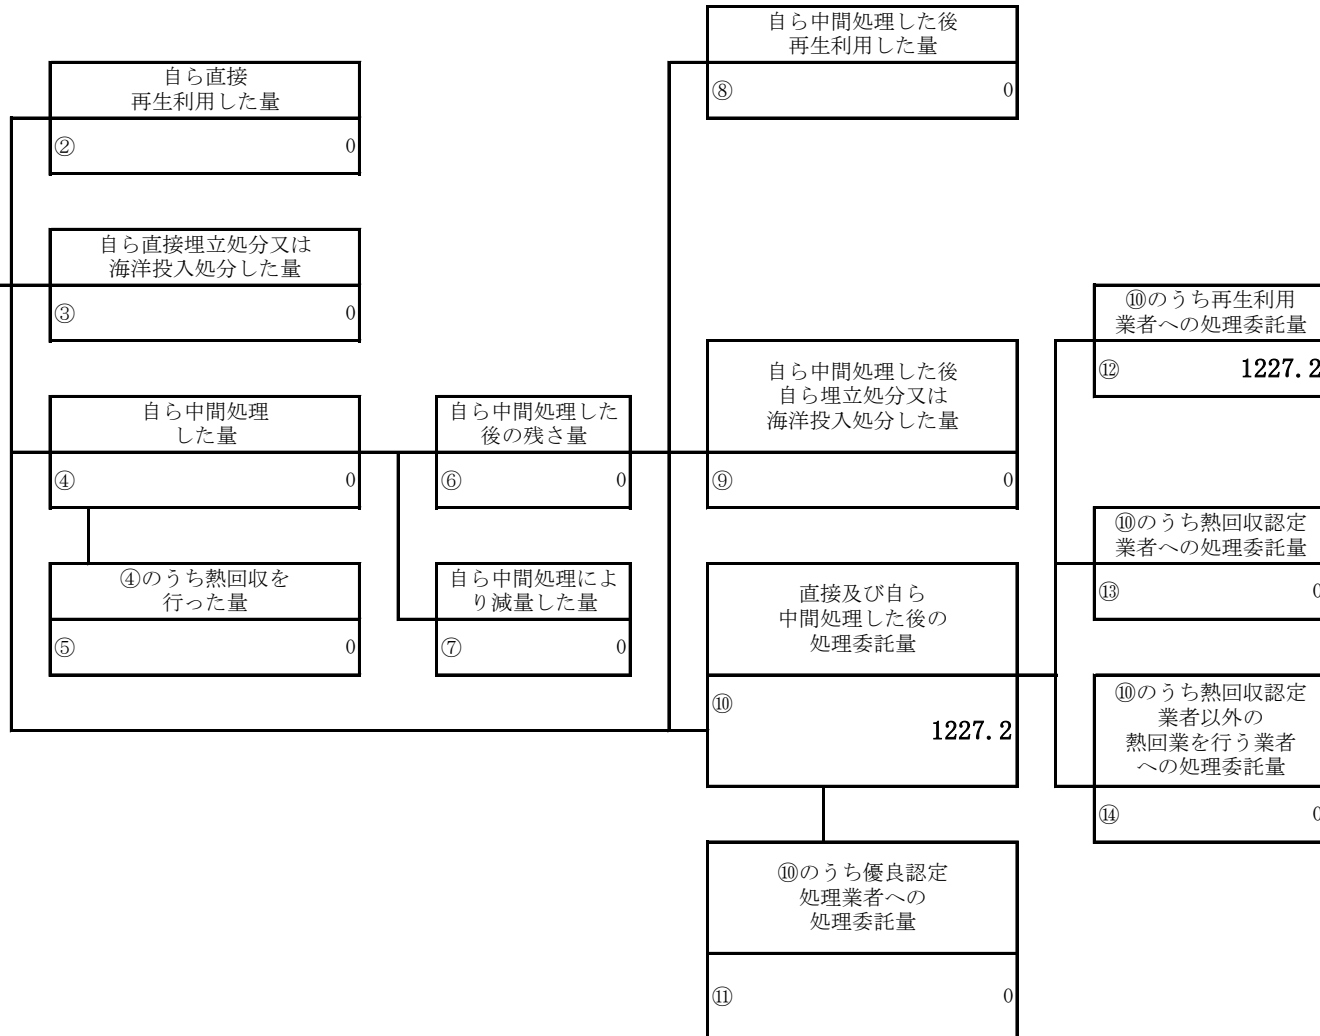 自ら中間処理した後
再生利用した量
⑧ 0
自ら直接
再生利用した量
② 0
自ら直接埋立処分又は
海洋投入処分した量
③ 0
⑩のうち再生利用
業者への処理委託量
⑫ 1227.2
自ら中間処理した後
自ら埋立処分又は
海洋投入処分した量
⑨ 0
自ら中間処理
した量
④ 0
自ら中間処理した
後の残さ量
⑥ 0
⑩のうち熱回収認定
業者への処理委託量
⑬ 0
④のうち熱回収を
行った量
⑤ 0
自ら中間処理によ
り減量した量
⑦ 0
直接及び自ら
中間処理した後の
処理委託量
⑩
1227.2
⑩のうち熱回収認定
業者以外の
熱回業を行う業者
への処理委託量
⑭ 0
⑩のうち優良認定
処理業者への
処理委託量
⑪ 0